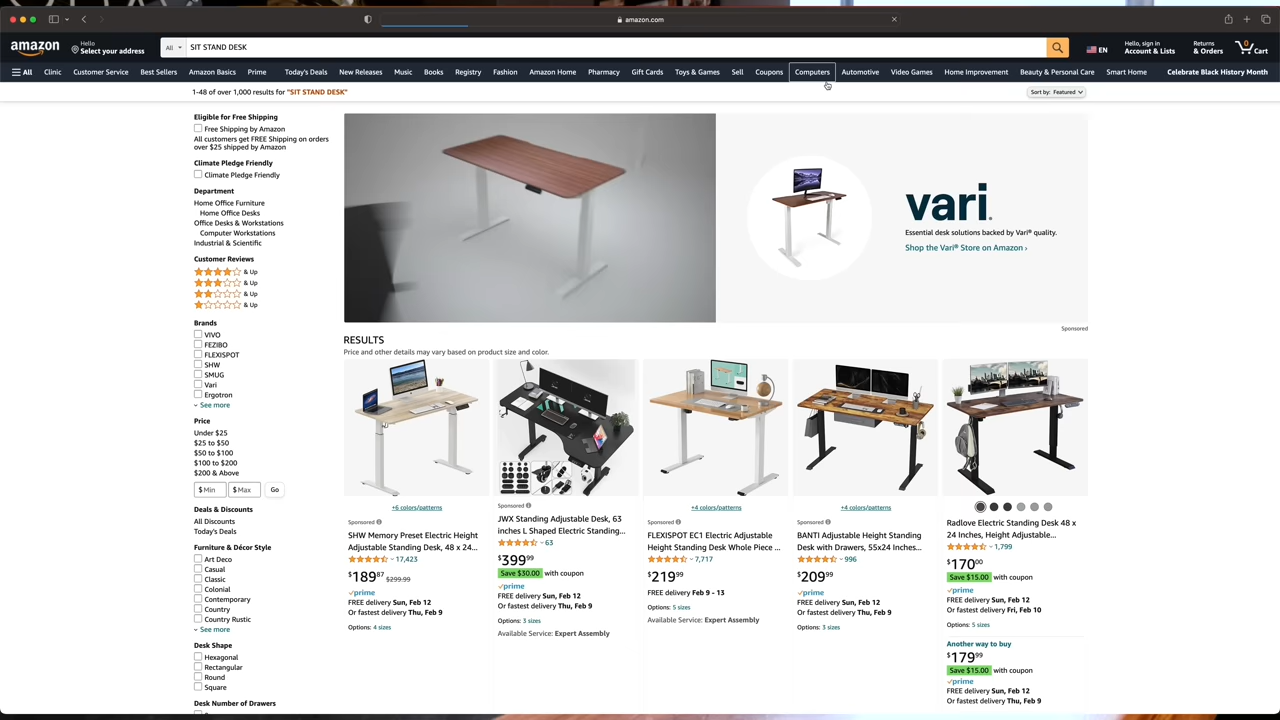 amazon.com
amazon
Hello
Select your address
All
SIT STAND DESK
EN
Hello, sign in
Account & Lists
Returns
& Orders
0
Cart
All
Clinic
Customer Service
Best Sellers
Amazon Basics
Prime
Today's Deals
New Releases
Music
Books
Registry
Fashion
Amazon Home
Pharmacy
Gift Cards
Toys & Games
Sell
Coupons
Computers
Automotive
Video Games
Home Improvement
Beauty & Personal Care
Smart Home
Celebrate Black History Month
1-48 of over 1,000 results for "SIT STAND DESK"
Sort by: Featured
Eligible for Free Shipping
Free Shipping by Amazon
All customers get FREE Shipping on orders
over $25 shipped by Amazon
Climate Pledge Friendly
Climate Pledge Friendly
Department
Home Office Furniture
Home Office Desks
Office Desks & Workstations
Computer Workstations
Industrial & Scientific
Customer Reviews
& Up
& Up
& Up
& Up
Brands
VIVO
FEZIBO
FLEXISPOT
SHW
SMUG
Vari
Ergotron
See more
Price
Under $25
$25 to $50
$50 to $100
$100 to $200
$200 & Above
$ Min
$ Max
Go
Deals & Discounts
All Discounts
Today's Deals
Furniture & Décor Style
Art Deco
Casual
Classic
Colonial
Contemporary
Country
Country Rustic
See more
Desk Shape
Hexagonal
Rectangular
Round
Square
Desk Number of Drawers
vari.
Essential desk solutions backed by Vari® quality.
Shop the Vari® Store on Amazon ›
Sponsored
RESULTS
Price and other details may vary based on product size and color.
+6 colors/patterns
Sponsored
SHW Memory Preset Electric Height
Adjustable Standing Desk, 48 x 24...
17,423
$189.87 $299.99
prime
FREE delivery Sun, Feb 12
Or fastest delivery Thu, Feb 9
Options: 4 sizes
Sponsored
JWX Standing Adjustable Desk, 63
inches L Shaped Electric Standing...
63
$399.99
Save $30.00 with coupon
prime
FREE delivery Sun, Feb 12
Or fastest delivery Thu, Feb 9
Options: 3 sizes
Available Service: Expert Assembly
+4 colors/patterns
Sponsored
FLEXISPOT EC1 Electric Adjustable
Height Standing Desk Whole Piece ...
7,717
$219.99
FREE delivery Feb 9 - 13
Options: 5 sizes
Available Service: Expert Assembly
+4 colors/patterns
Sponsored
BANTI Adjustable Height Standing
Desk with Drawers, 55x24 Inches...
996
$209.99
prime
FREE delivery Sun, Feb 12
Or fastest delivery Thu, Feb 9
Options: 3 sizes
Radlove Electric Standing Desk 48 x
24 Inches, Height Adjustable...
1,799
$170.00
Save $15.00 with coupon
prime
FREE delivery Sun, Feb 12
Or fastest delivery Fri, Feb 10
Options: 5 sizes
Another way to buy
$179.99
Save $15.00 with coupon
prime
FREE delivery Sun, Feb 12
Or fastest delivery Thu, Feb 9